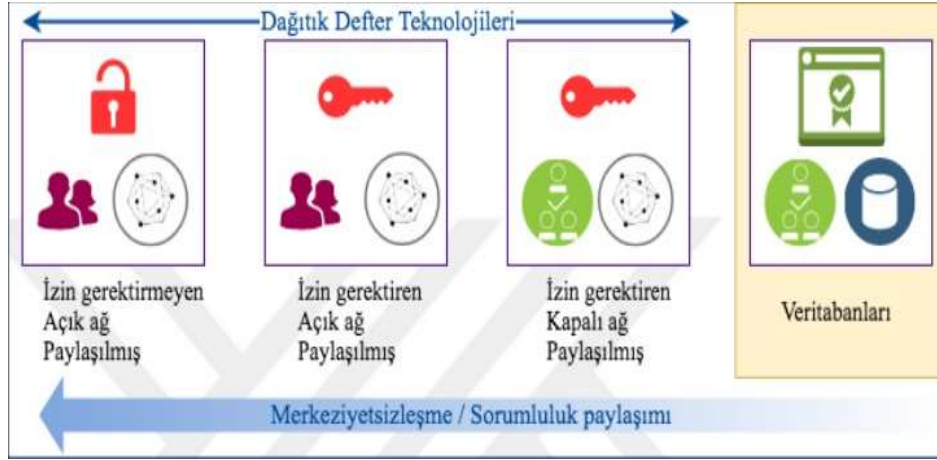 Dağıtık Defter Teknolojileri
İzin gerektirmeyen
Açık ağ
Paylaşılmış
İzin gerektiren
Açık ağ
Paylaşılmış
İzin gerektiren
Kapalı ağ
Paylaşılmış
Veritabanları
Merkeziyetsizleşme / Sorumluluk paylaşımı